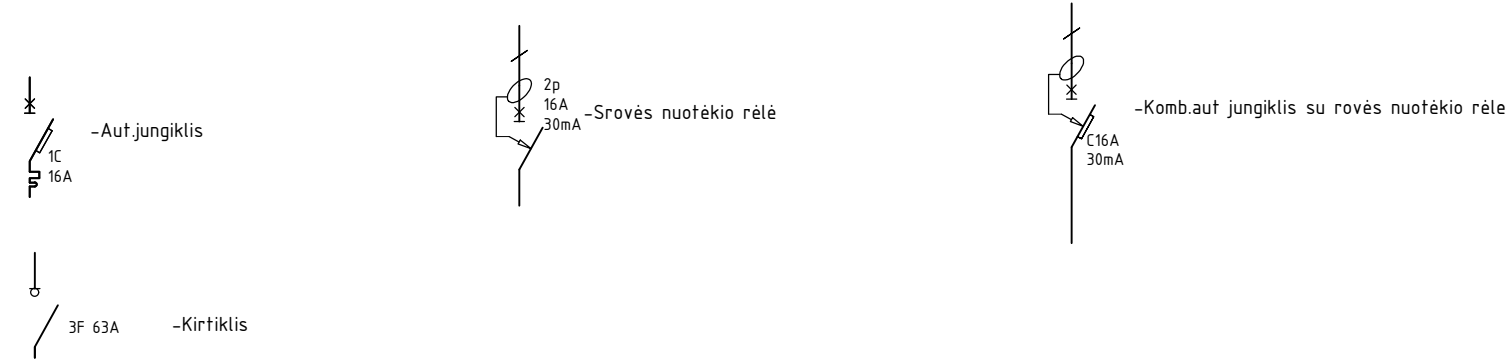 1C
16A
-Aut.jungiklis
2p
16A
30mA
-Srovės nuotėkio rėlė
C16A
30mA
-Komb.aut jungiklis su rovės nuotėkio rėle
3F 63A
-Kirtiklis